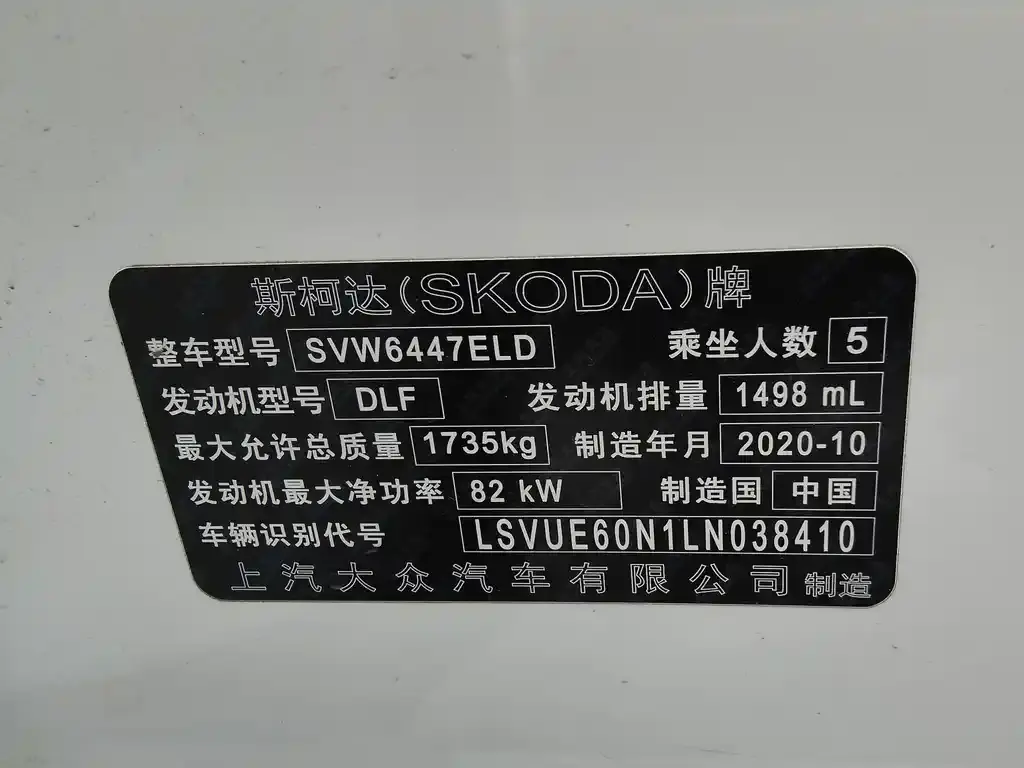 斯柯达(SKODA)牌
整车型号 SVW6447ELD 乘坐人数 5
发动机型号 DLF 发动机排量 1498 mL
最大允许总质量 1735kg 制造年月 2020-10
发动机最大净功率 82 kW 制造国 中国
车辆识别代号 LSVUE60N1LN038410
上汽大众汽车有限公司 制造